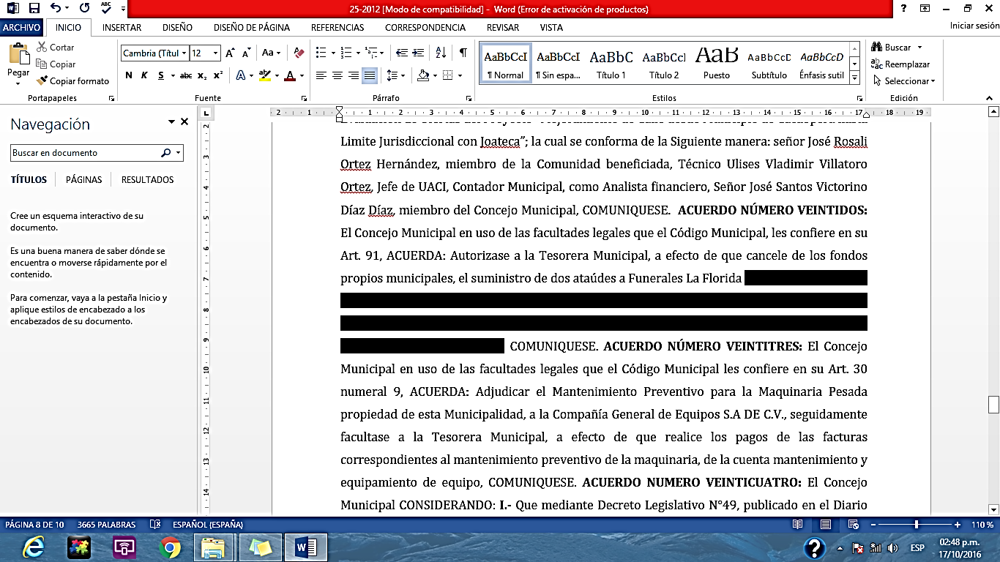 25-2012 [Modo de compatibilidad] - Word (Error de activación de productos)
ARCHIVO INICIO INSERTAR DISEÑO DISEÑO DE PÁGINA REFERENCIAS CORRESPONDENCIA REVISAR VISTA Iniciar sesión
Pegar
Cortar
Copiar
Copiar formato
Portapapeles
Cambria (Títul 12
Fuente
Párrafo
AaBbCcI AaBbCcI AaBbC AaBbCcI AaB AaBbCcD AaBbCcD
¶ Normal ¶ Sin espa... Título 1 Título 2 Puesto Subtítulo Énfasis sutil
Estilos
Buscar
Reemplazar
Seleccionar
Edición
Navegación
Buscar en documento
TÍTULOS PÁGINAS RESULTADOS
Cree un esquema interactivo de su
documento.
Es una buena manera de saber dónde se
encuentra o moverse rápidamente por el
contenido.
Para comenzar, vaya a la pestaña Inicio y
aplique estilos de encabezado a los
encabezados de su documento.
Limite Jurisdiccional con Joateca”; la cual se conforma de la Siguiente manera: señor José Rosali
Ortez Hernández, miembro de la Comunidad beneficiada, Técnico Ulises Vladimir Villatoro
Ortez, Jefe de UACI, Contador Municipal, como Analista financiero, Señor José Santos Victorino
Díaz Díaz, miembro del Concejo Municipal, COMUNIQUESE. ACUERDO NÚMERO VEINTIDOS:
El Concejo Municipal en uso de las facultades legales que el Código Municipal, les confiere en su
Art. 91, ACUERDA: Autorizase a la Tesorera Municipal, a efecto de que cancele de los fondos
propios municipales, el suministro de dos ataúdes a Funerales La Florida
COMUNIQUESE. ACUERDO NÚMERO VEINTITRES: El Concejo
Municipal en uso de las facultades legales que el Código Municipal les confiere en su Art. 30
numeral 9, ACUERDA: Adjudicar el Mantenimiento Preventivo para la Maquinaria Pesada
propiedad de esta Municipalidad, a la Compañía General de Equipos S.A DE C.V., seguidamente
facultase a la Tesorera Municipal, a efecto de que realice los pagos de las facturas
correspondientes al mantenimiento preventivo de la maquinaria, de la cuenta mantenimiento y
equipamiento de equipo, COMUNIQUESE. ACUERDO NUMERO VEINTICUATRO: El Concejo
Municipal CONSIDERANDO: I.- Que mediante Decreto Legislativo N°49, publicado en el Diario
PÁGINA 8 DE 10 3665 PALABRAS ESPAÑOL (ESPAÑA) 110 %
ESP 02:48 p.m.
17/10/2016